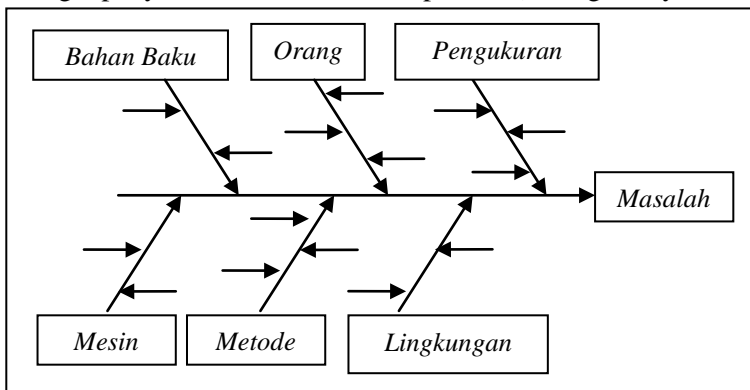 Bahan Baku
Orang
Pengukuran
Masalah
Mesin
Metode
Lingkungan